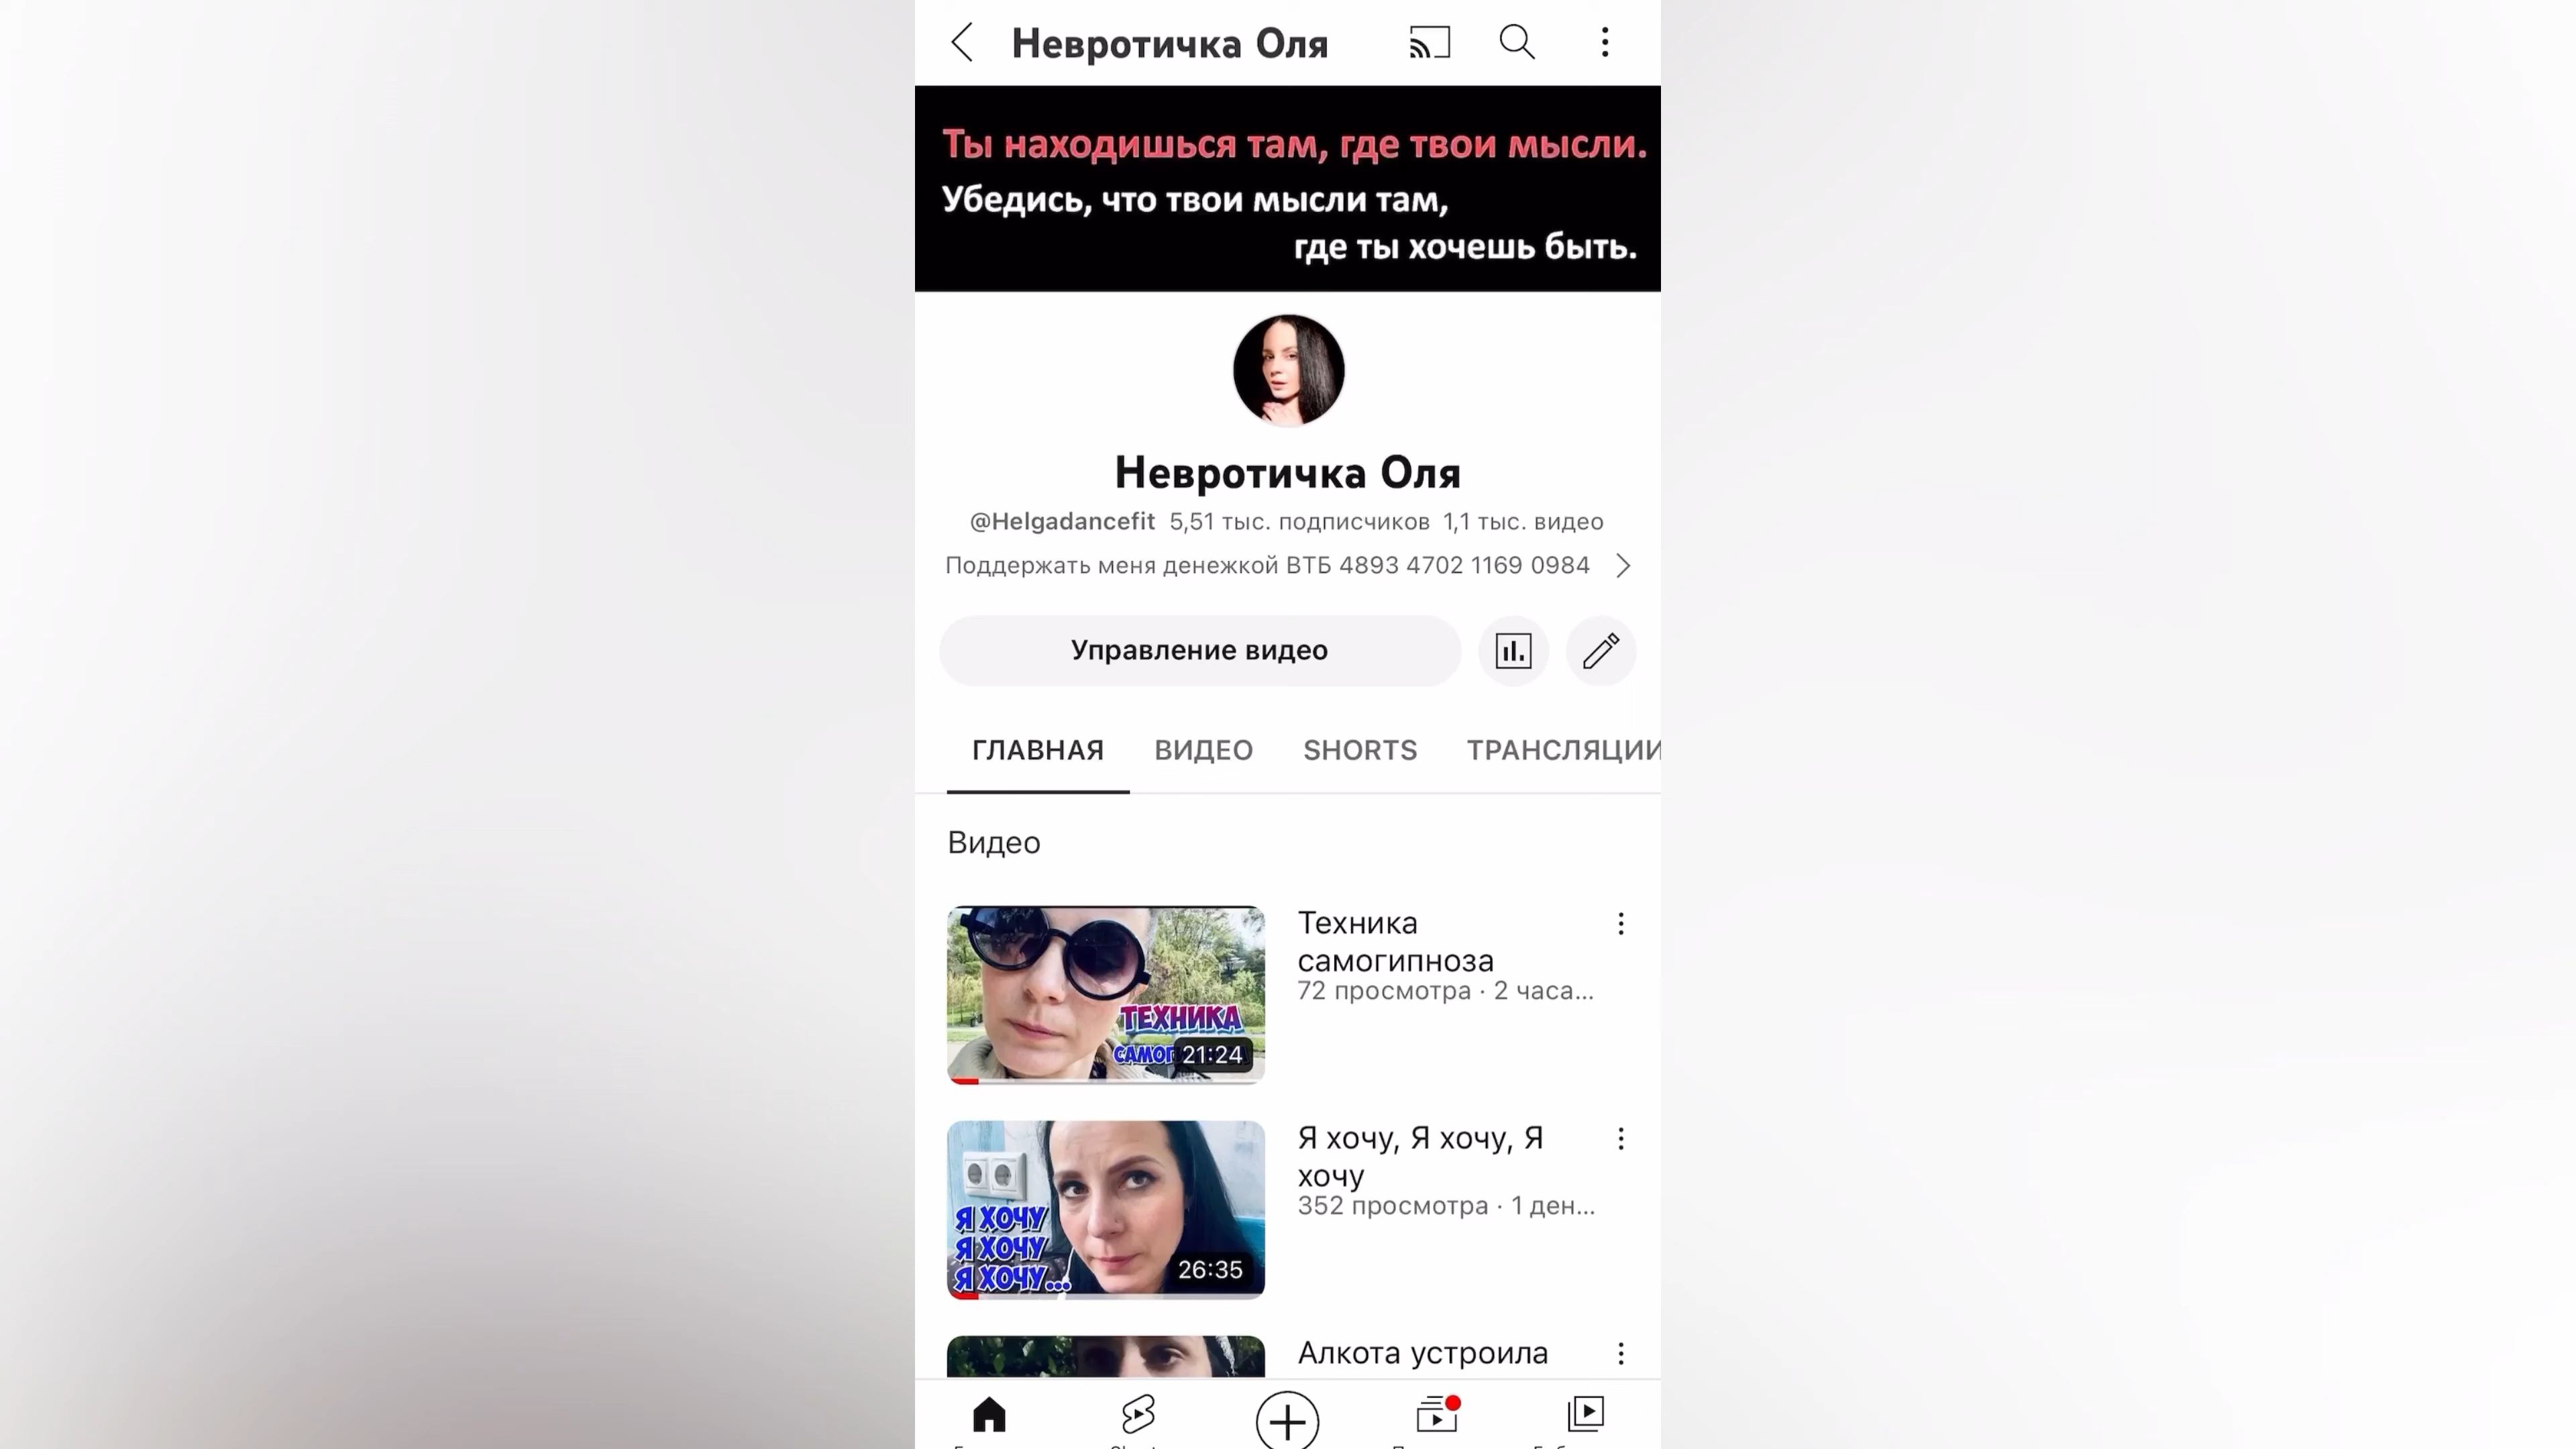 Невротичка Оля
Ты находишься там, где твои мысли.
Убедись, что твои мысли там,
где ты хочешь быть.
Невротичка Оля
@Helgadancefit 5,51 тыс. подписчиков 1,1 тыс. видео
Поддержать меня денежкой ВТБ 4893 4702 1169 0984
Управление видео
ГЛАВНАЯ ВИДЕО SHORTS ТРАНСЛЯЦИИ
Видео
Техника
самогипноза
72 просмотра · 2 часа...
ТЕХНИКА
21:24
Я хочу, Я хочу, Я
хочу
352 просмотра · 1 ден...
Я ХОЧУ
Я ХОЧУ
Я ХОЧУ...
26:35
Алкота устроила